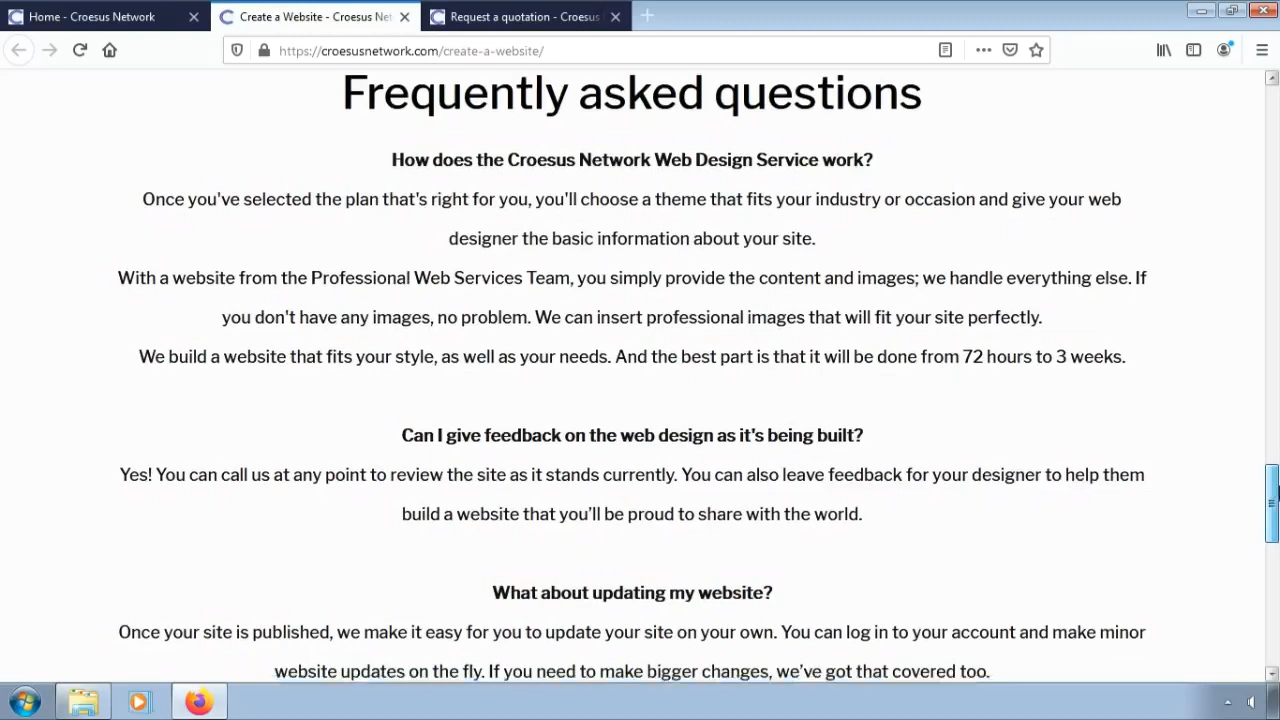 Home - Croesus Network
Create a Website - Croesus Net
Request a quotation - Croesus
https://croesusnetwork.com/create-a-website/
Frequently asked questions
How does the Croesus Network Web Design Service work?
Once you've selected the plan that's right for you, you'll choose a theme that fits your industry or occasion and give your web
designer the basic information about your site.
With a website from the Professional Web Services Team, you simply provide the content and images; we handle everything else. If
you don't have any images, no problem. We can insert professional images that will fit your site perfectly.
We build a website that fits your style, as well as your needs. And the best part is that it will be done from 72 hours to 3 weeks.
Can I give feedback on the web design as it's being built?
Yes! You can call us at any point to review the site as it stands currently. You can also leave feedback for your designer to help them
build a website that you’ll be proud to share with the world.
What about updating my website?
Once your site is published, we make it easy for you to update your site on your own. You can log in to your account and make minor
website updates on the fly. If you need to make bigger changes, we’ve got that covered too.